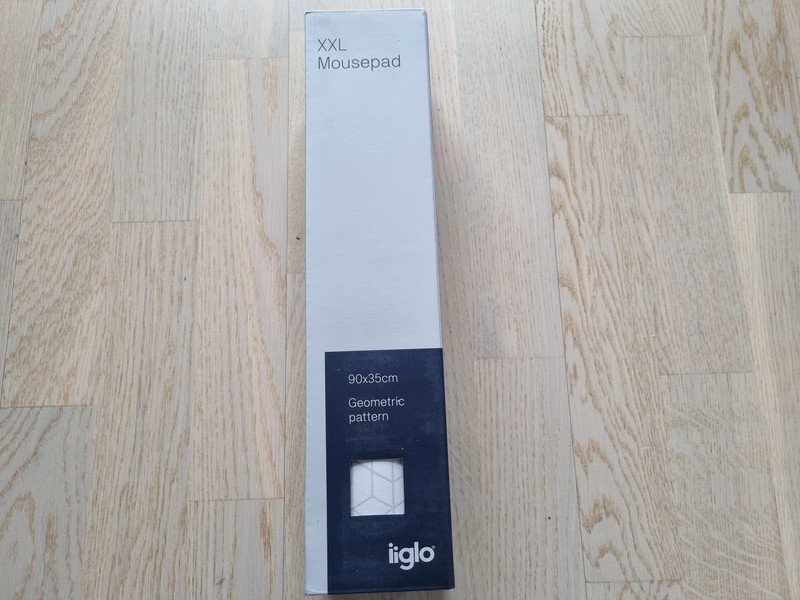 XXL
Mousepad
90x35cm
Geometric
pattern
iiglo